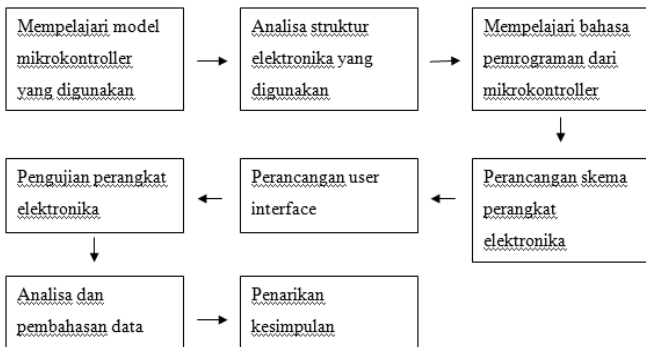 Mempelajari model
mikrokontroller
yang digunakan
Analisa struktur
elektronika yang
digunakan
Mempelajari bahasa
pemrograman dari
mikrokontroller
Perancangan skema
perangkat
elektronika
Perancangan user
interface
Pengujian perangkat
elektronika
Analisa dan
pembahasan data
Penarikan
kesimpulan